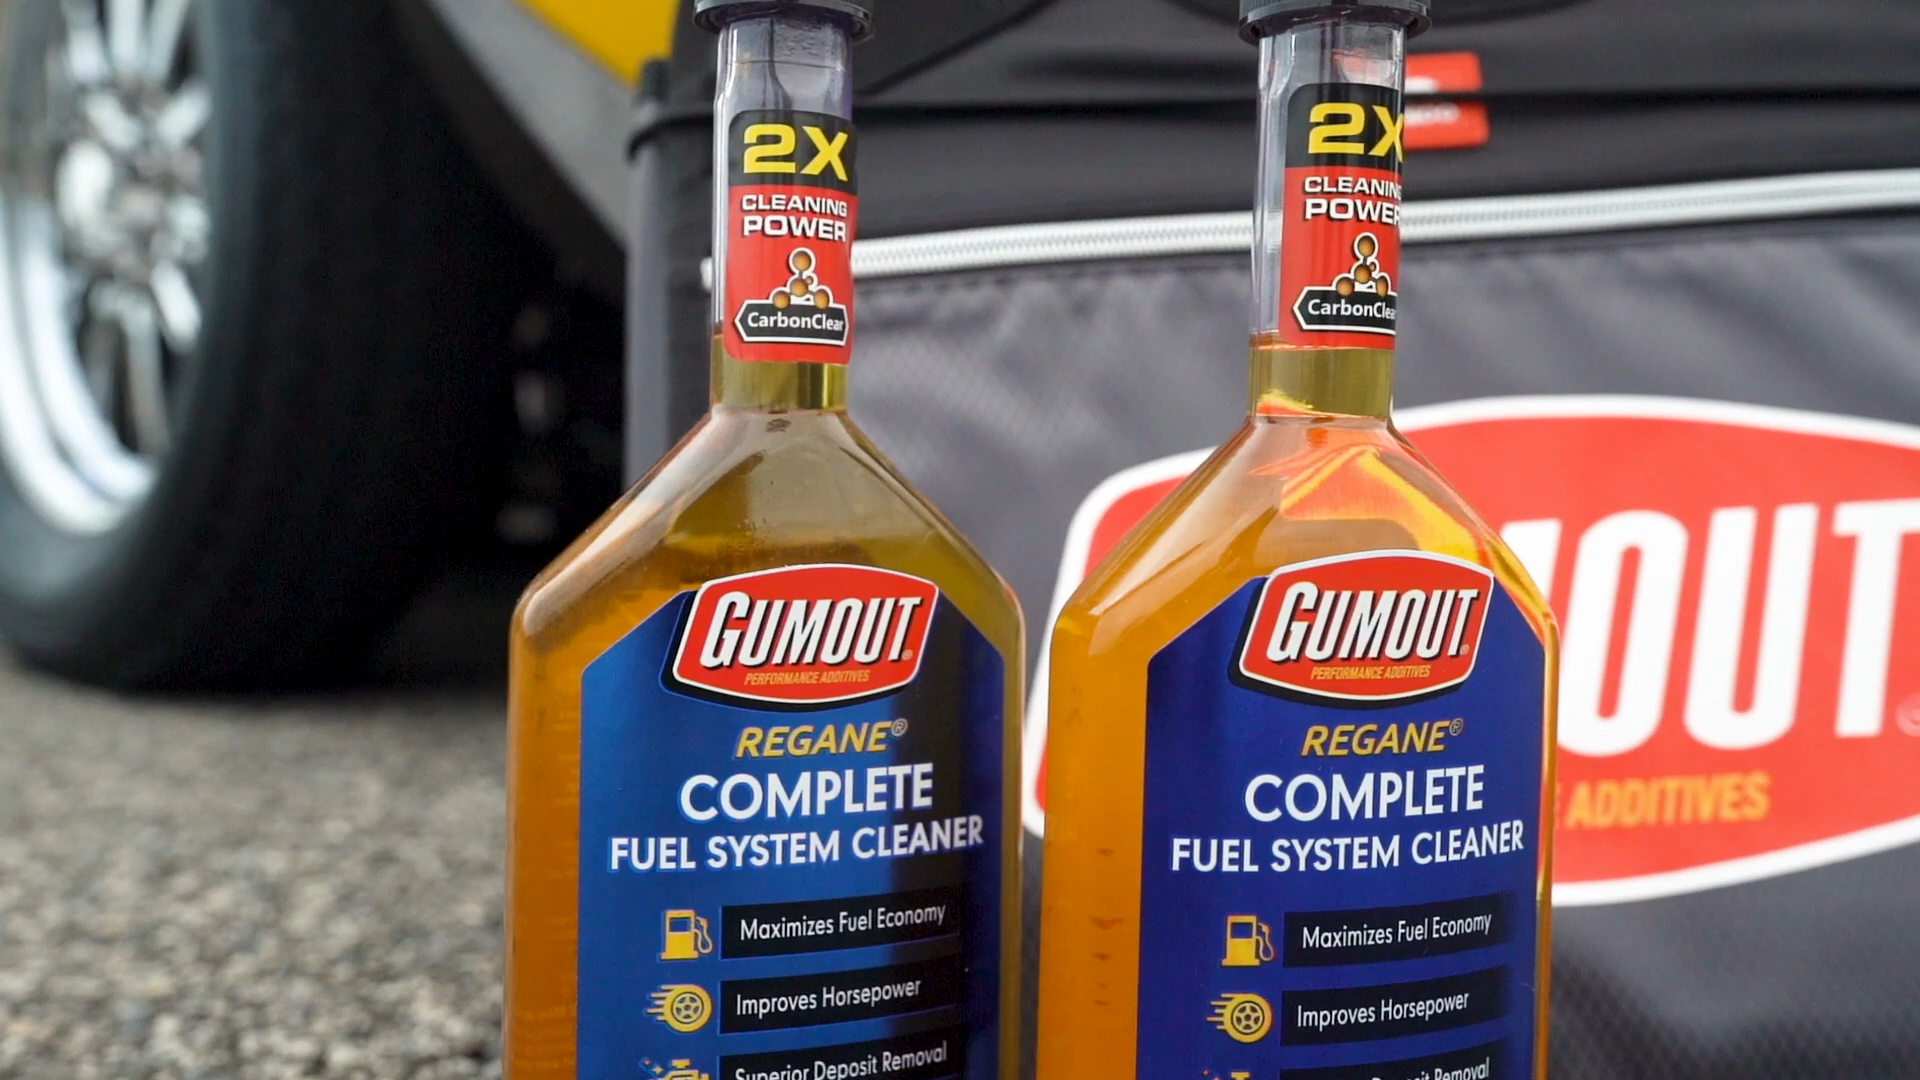 2X
CLEANING
POWER
CarbonClear
GUMOUT
PERFORMANCE ADDITIVES
REGANE®
COMPLETE
FUEL SYSTEM CLEANER
Maximizes Fuel Economy
Improves Horsepower
Superior Deposit Removal
2X
CLEANING
POWER
CarbonClear
GUMOUT
PERFORMANCE ADDITIVES
REGANE®
COMPLETE
FUEL SYSTEM CLEANER
Maximizes Fuel Economy
Improves Horsepower
Deposit Removal
MOUT
ADDITIVES